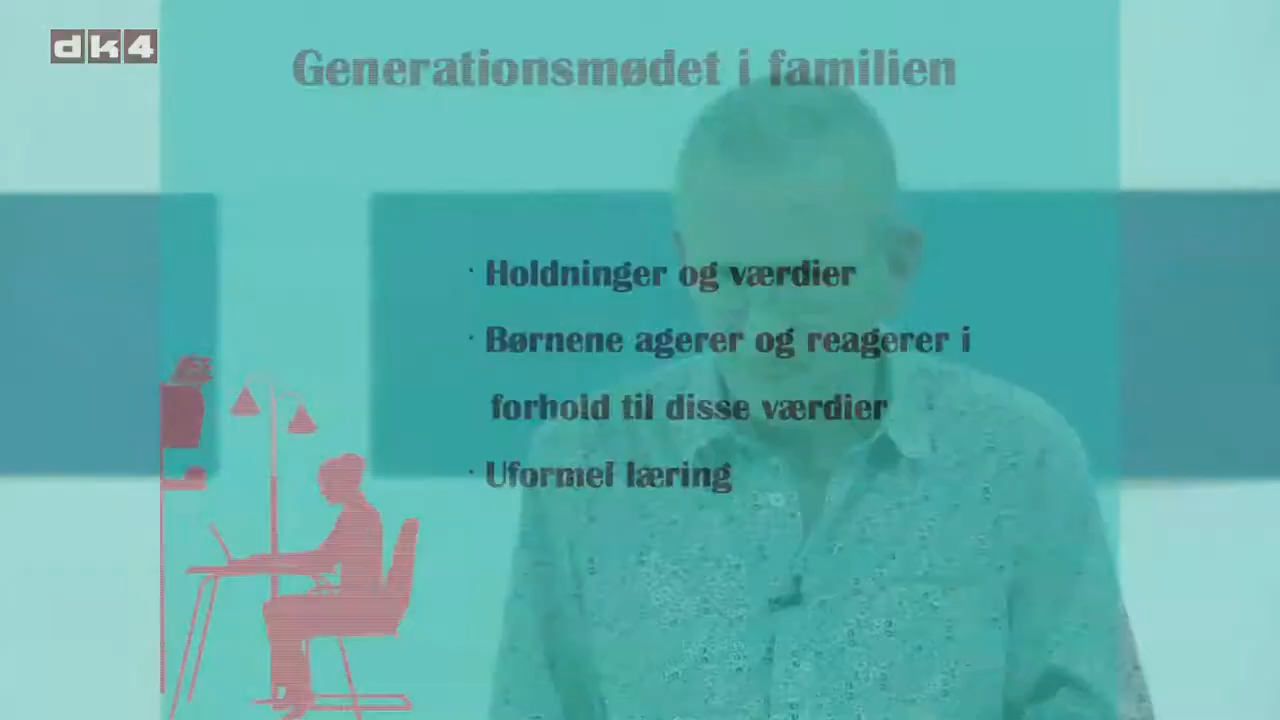 dk4
Generationsmødet i familien
· Holdninger og værdier
· Børnene agerer og reagerer i
forhold til disse værdier
· Uformel læring